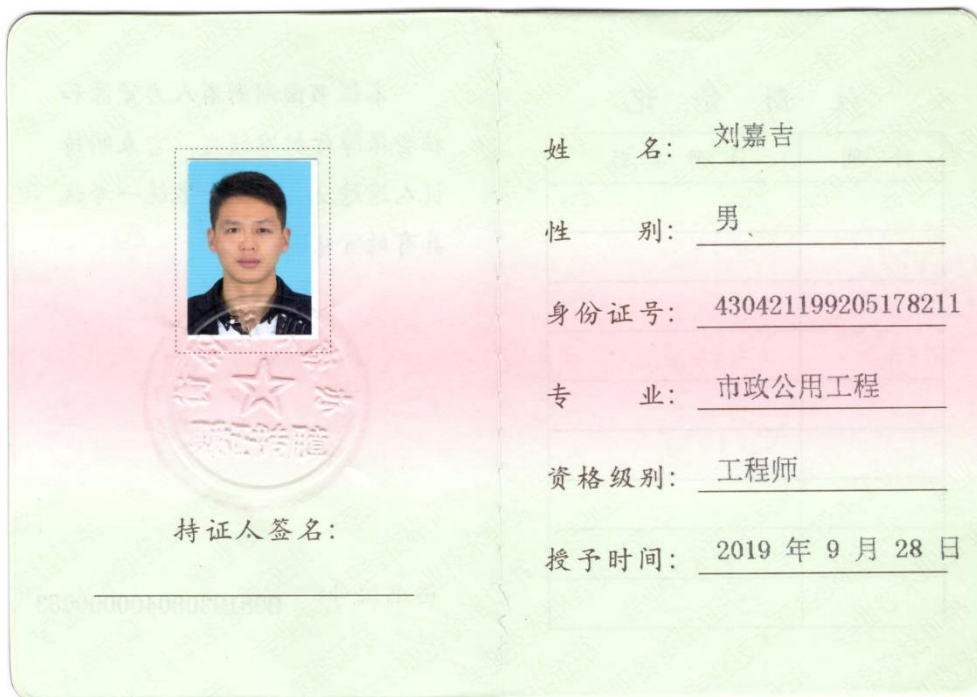 持证人签名:
姓 名: 刘嘉吉
性 别: 男
身份证号: 430421199205178211
专 业: 市政公用工程
资格级别: 工程师
授予时间: 2019 年 9 月 28 日